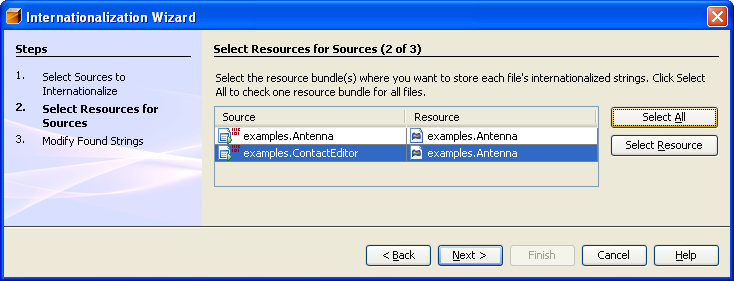 Internationalization Wizard
Steps
1. Select Sources to
Internationalize
2. Select Resources for
Sources
3. Modify Found Strings
Select Resources for Sources (2 of 3)
Select the resource bundle(s) where you want to store each file's internationalized strings. Click Select
All to check one resource bundle for all files.
Source Resource
examples.Antenna examples.Antenna
examples.ContactEditor examples.Antenna
Select All
Select Resource
< Back Next > Finish Cancel Help